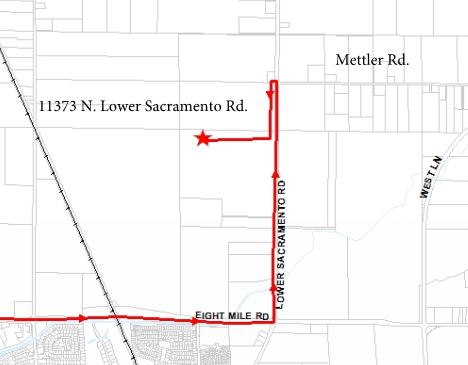 Mettler Rd.
11373 N. Lower Sacramento Rd.
WEST LN
LOWER SACRAMENTO RD
EIGHT MILE RD